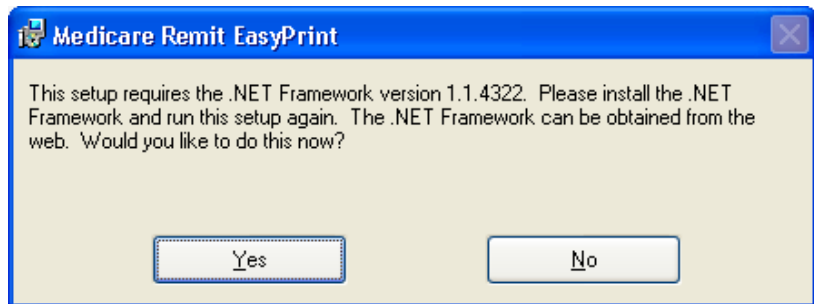 Medicare Remit EasyPrint
This setup requires the .NET Framework version 1.1.4322.  Please install the .NET
Framework and run this setup again.  The .NET Framework can be obtained from the
web.  Would you like to do this now?
Yes
No